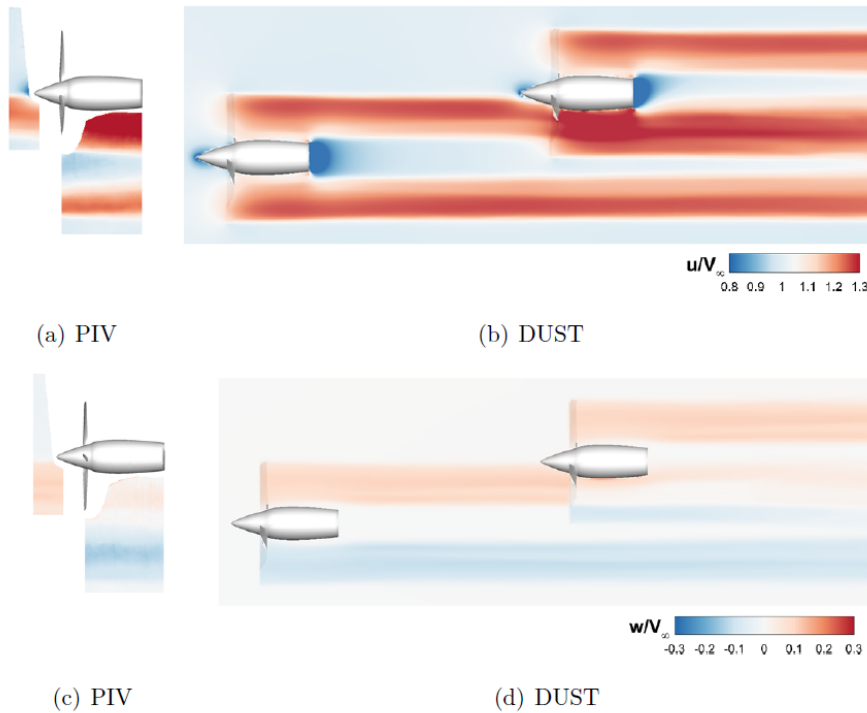 u/V∞
0.8 0.9 1 1.1 1.2 1.3
(a) PIV
(b) DUST
w/V∞
-0.3 -0.2 -0.1 0 0.1 0.2 0.3
(c) PIV
(d) DUST